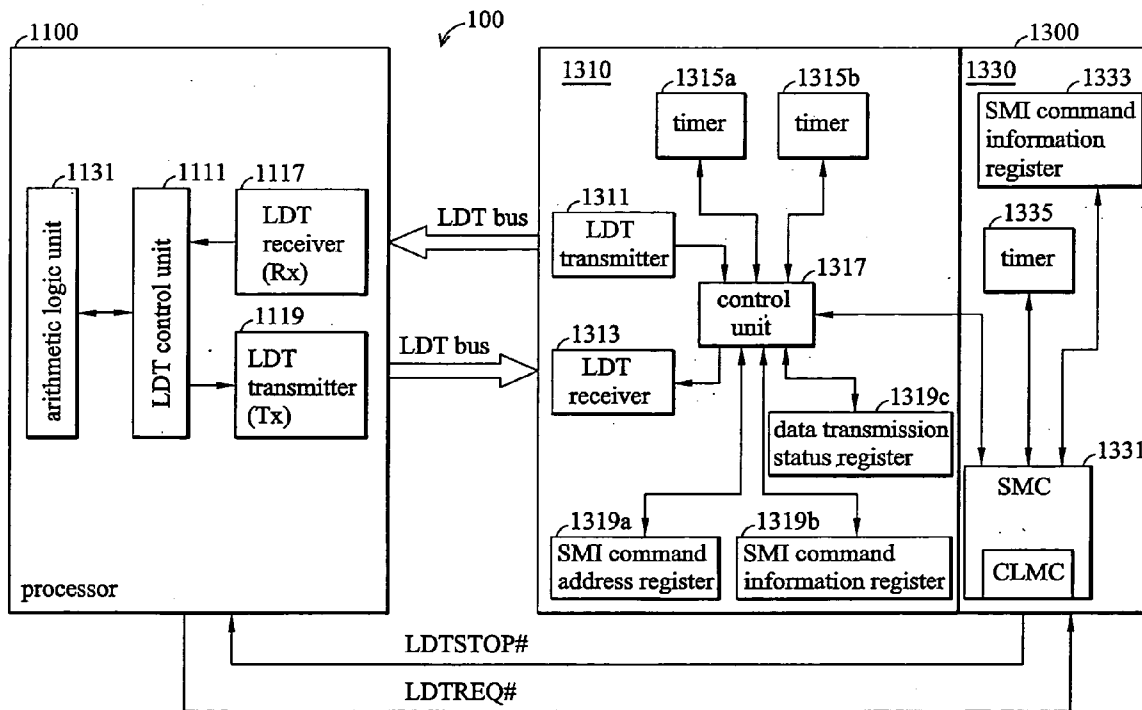 1100
100
1300
1310
1315a
1315b
1330
1333
timer
timer
SMI command
information
register
1131
1111
1117
1311
1335
arithmetic logic unit
LDT control unit
LDT
receiver
(Rx)
LDT bus
LDT
transmitter
1317
timer
control
unit
1119
LDT
transmitter
(Tx)
LDT bus
1313
LDT
receiver
1319c
data transmission
status register
1331
SMC
1319a
1319b
SMI command
address register
SMI command
information register
CLMC
processor
LDTSTOP#
LDTREQ#